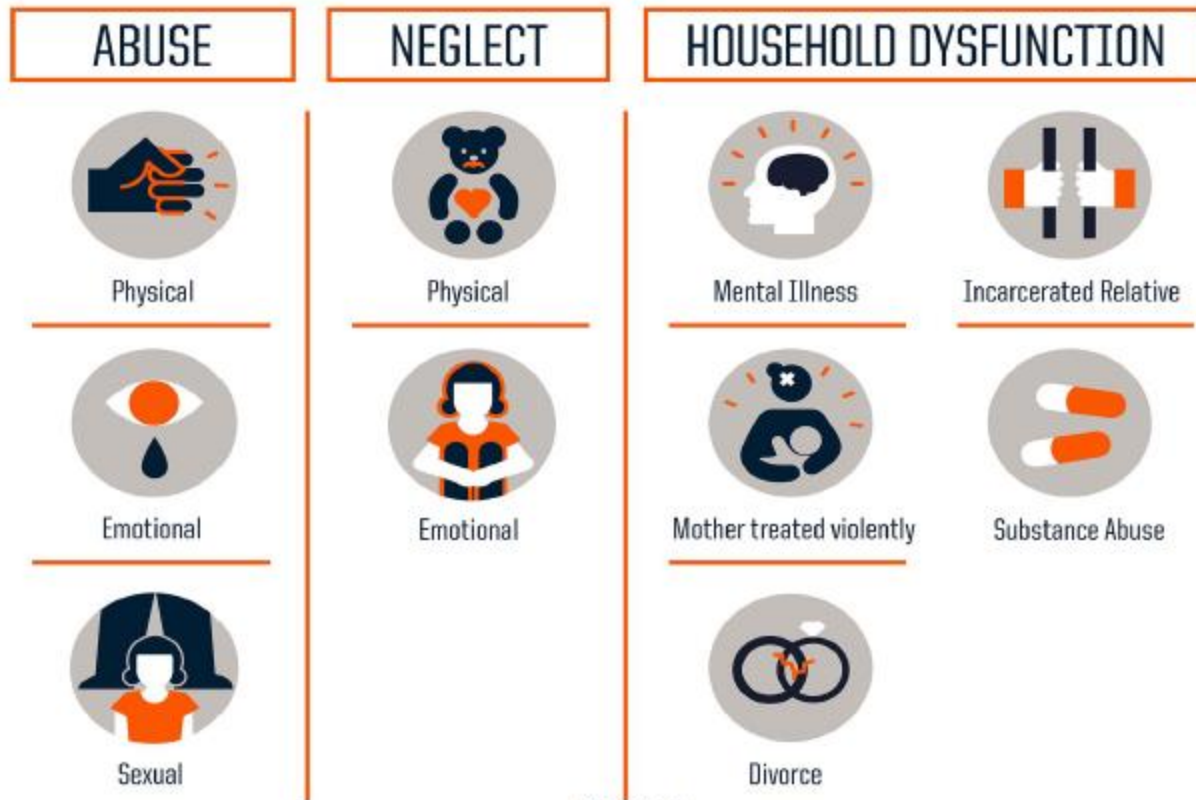 ABUSE
NEGLECT
HOUSEHOLD DYSFUNCTION
Physical
Physical
Mental Illness
Incarcerated Relative
Emotional
Emotional
Mother treated violently
Substance Abuse
Sexual
Divorce